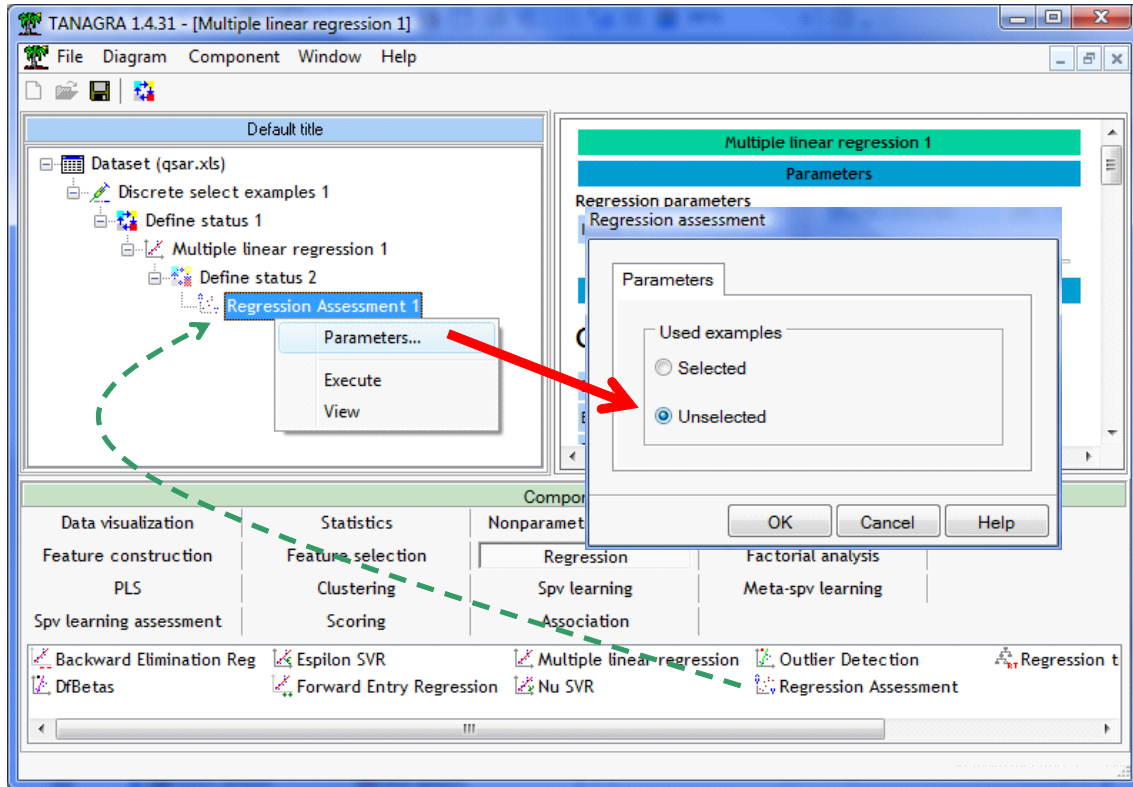 TANAGRA 1.4.31 - [Multiple linear regression 1]
File Diagram Component Window Help
Default title
Dataset (qsar.xls)
Discrete select examples 1
Define status 1
Multiple linear regression 1
Define status 2
Regression Assessment 1
Parameters...
Execute
View
Multiple linear regression 1
Parameters
Regression parameters
Regression assessment
Parameters
Used examples
Selected
Unselected
OK Cancel Help
Data visualization Statistics
Feature construction Feature selection Regression Factorial analysis
PLS Clustering Spv learning Meta-spv learning
Spv learning assessment Scoring Association
Backward Elimination Reg Espilon SVR Multiple linear regression Outlier Detection Regression t
DfBetas Forward Entry Regression Nu SVR Regression Assessment